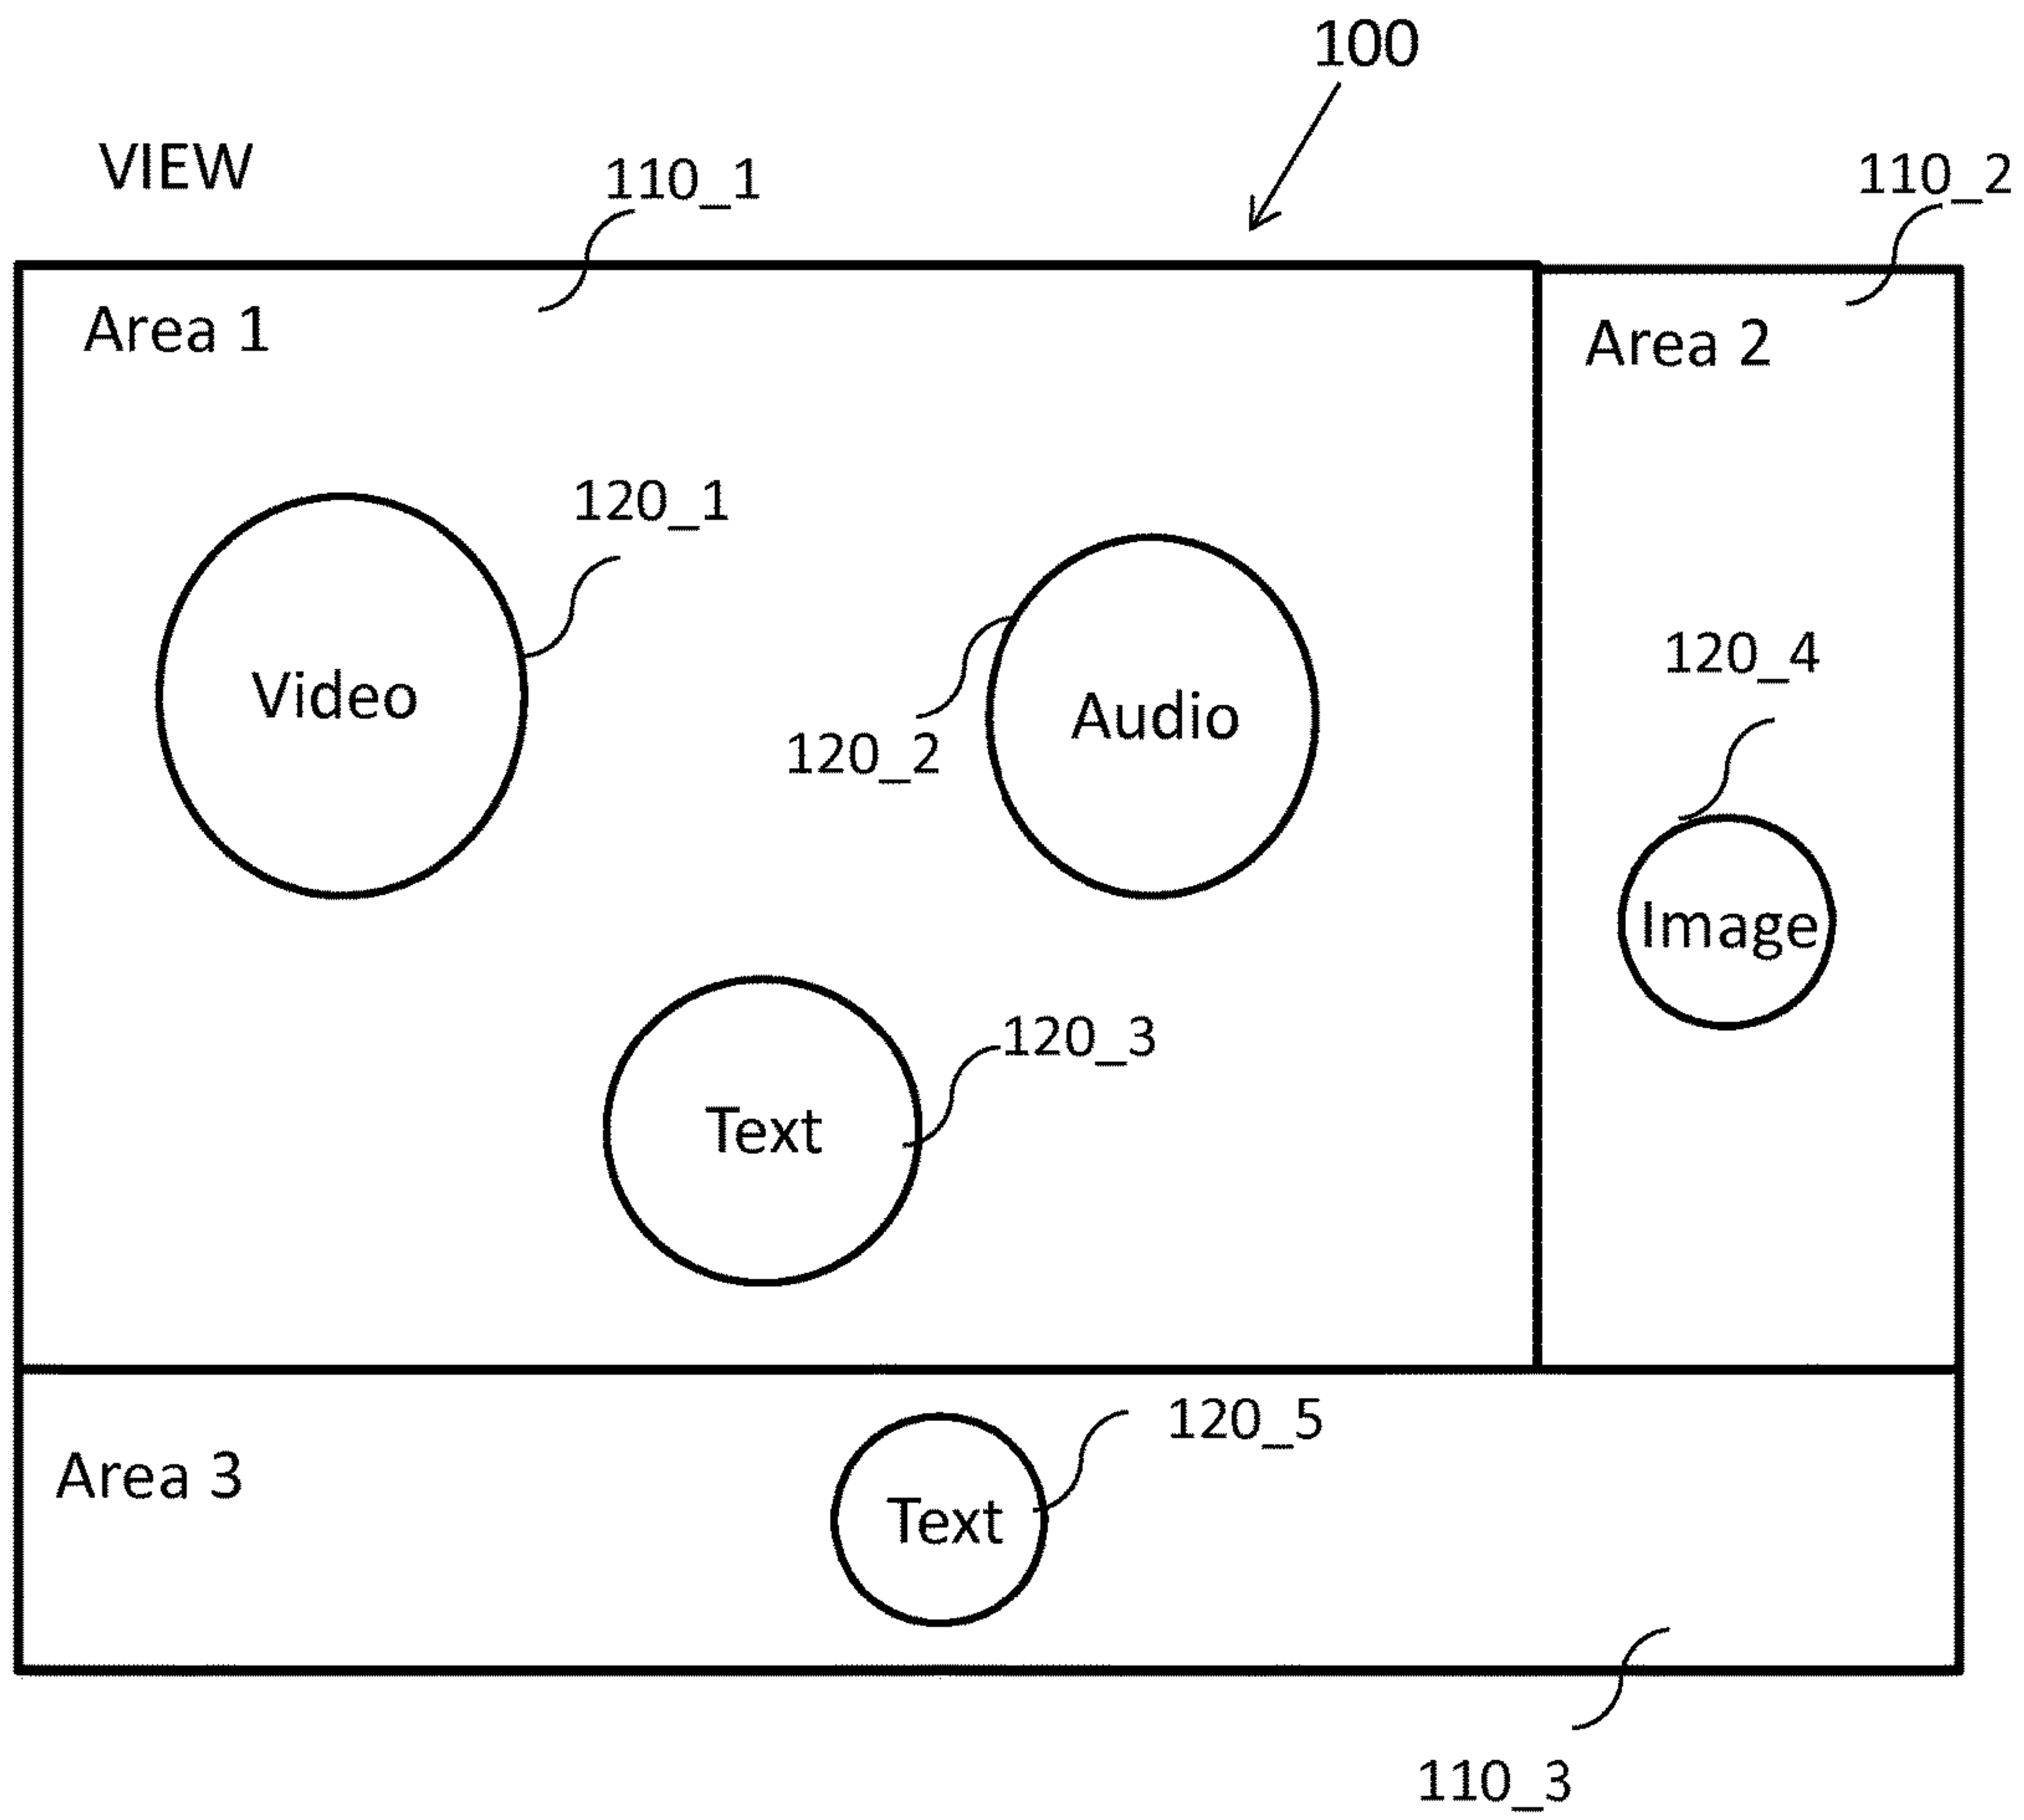 100
VIEW
110_1
110_2
Area 1
Area 2
120_1
120_4
Video
Audio
120_2
Image
120_3
Text
120_5
Area 3
Text
110_3